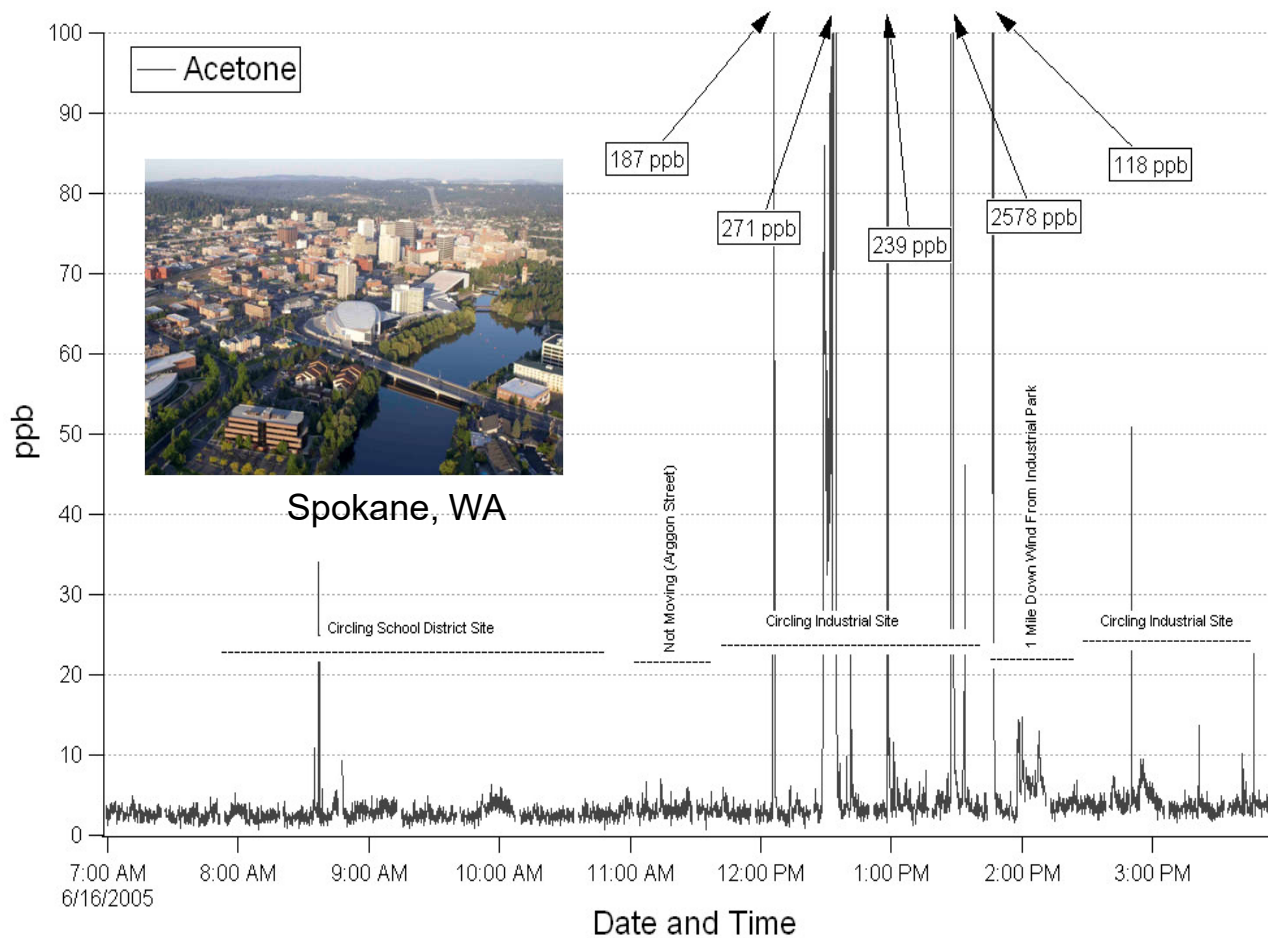 100
90
80
70
60
50
40
30
20
10
0
ppb
Acetone
187 ppb
271 ppb
239 ppb
2578 ppb
118 ppb
Spokane, WA
Circling School District Site
Not Moving (Arggon Street)
Circling Industrial Site
1 Mile Down Wind From Industrial Park
Circling Industrial Site
7:00 AM
6/16/2005
8:00 AM
9:00 AM
10:00 AM
11:00 AM
12:00 PM
1:00 PM
2:00 PM
3:00 PM
Date and Time